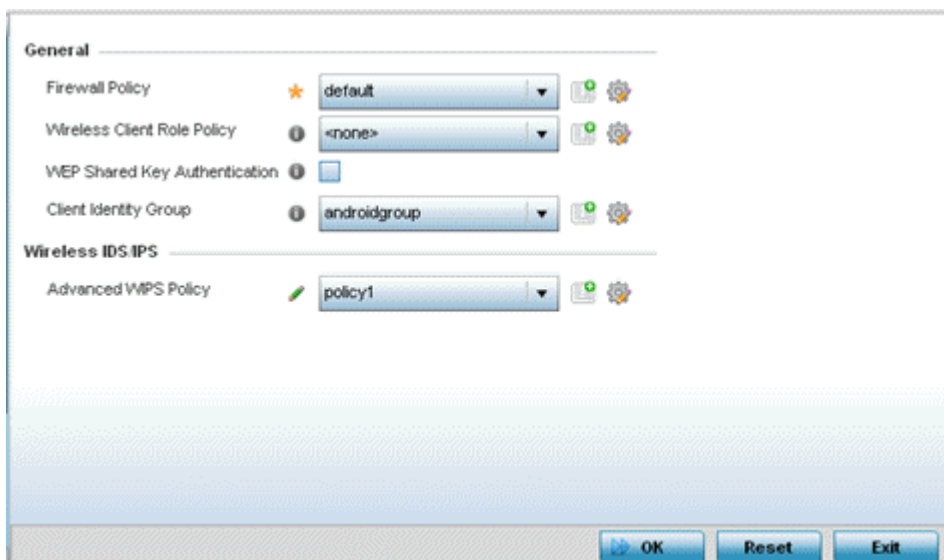 General
Firewall Policy default
Wireless Client Role Policy <none>
WEP Shared Key Authentication
Client Identity Group androidgroup
Wireless IDS/IPS
Advanced WIPS Policy policy1
OK Reset Exit